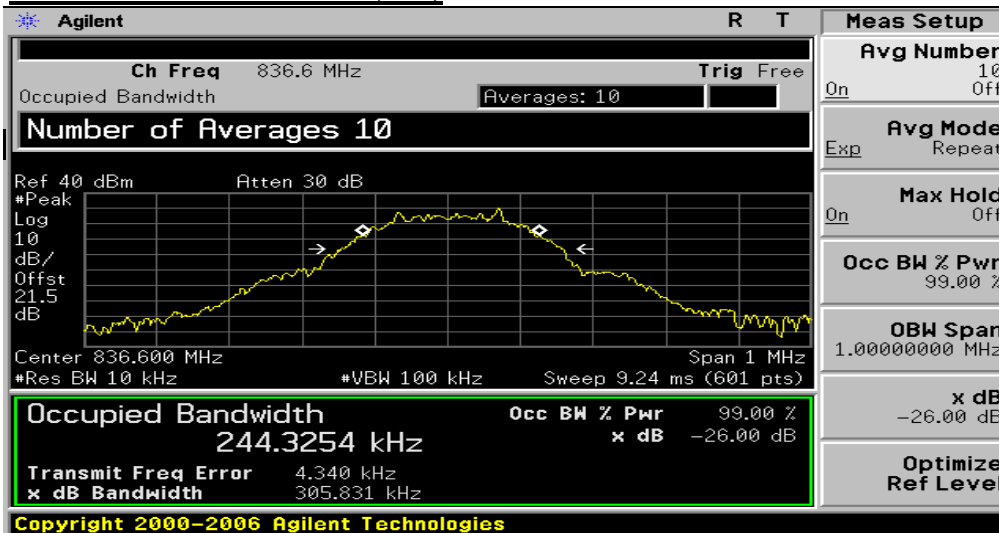 Agilent R T
Ch Freq 836.6 MHz Trig Free
Occupied Bandwidth Averages: 10
Number of Averages 10
Ref 40 dBm Atten 30 dB
#Peak
Log
10
dB/
Offst
21.5
dB
Center 836.600 MHz Span 1 MHz
#Res BW 10 kHz #VBW 100 kHz Sweep 9.24 ms (601 pts)
Occupied Bandwidth Occ BW % Pwr 99.00 %
244.3254 kHz x dB -26.00 dB
Transmit Freq Error 4.340 kHz
x dB Bandwidth 305.831 kHz
Copyright 2000-2006 Agilent Technologies
Meas Setup
Avg Number
10
On Off
Avg Mode
Exp Repeat
Max Hold
On Off
Occ BW % Pwr
99.00 %
OBW Span
1.00000000 MHz
x dB
-26.00 dB
Optimize
Ref Level